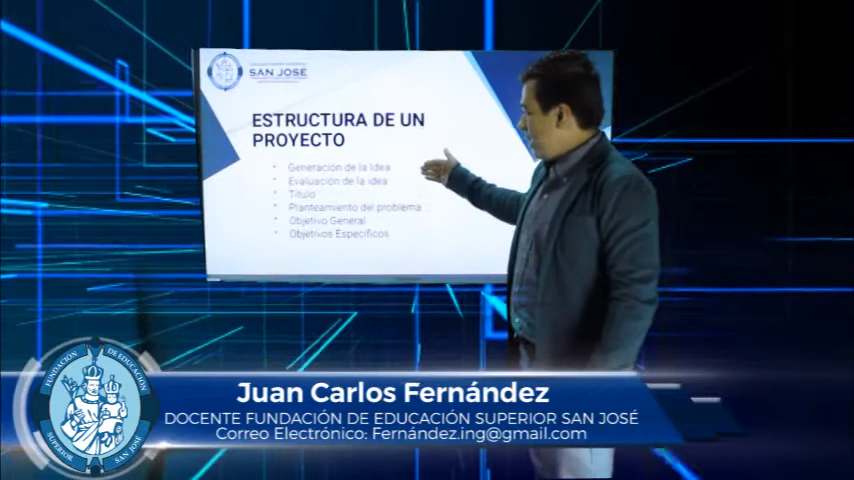 SAN JOSÉ
ESTRUCTURA DE UN
PROYECTO
Generación de la Idea
Evaluación de la idea
Título
Planteamiento del problema
Objetivo General
Objetivos Específicos
FUNDACIÓN DE EDUCACIÓN
SUPERIOR SAN JOSÉ
Juan Carlos Fernández
DOCENTE FUNDACIÓN DE EDUCACIÓN SUPERIOR SAN JOSÉ
Correo Electrónico: Fernández.ing@gmail.com